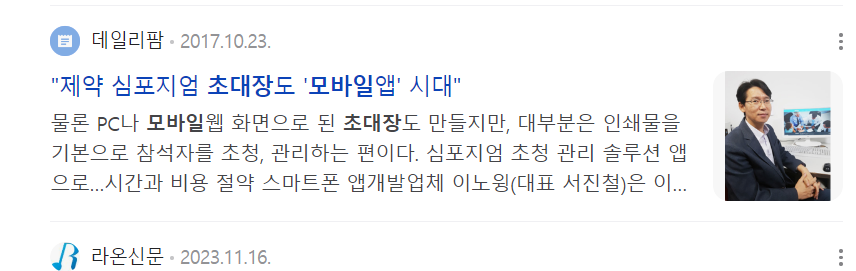 데일리팜 2017.10.23.
"제약 심포지엄 초대장도 '모바일앱' 시대"
물론 PC나 모바일웹 화면으로 된 초대장도 만들지만, 대부분은 인쇄물을
기본으로 참석자를 초청, 관리하는 편이다. 심포지엄 초청 관리 솔루션 앱
으로...시간과 비용 절약 스마트폰 앱개발업체 이노윙(대표 서진철)은 이...
라온신문 2023.11.16.